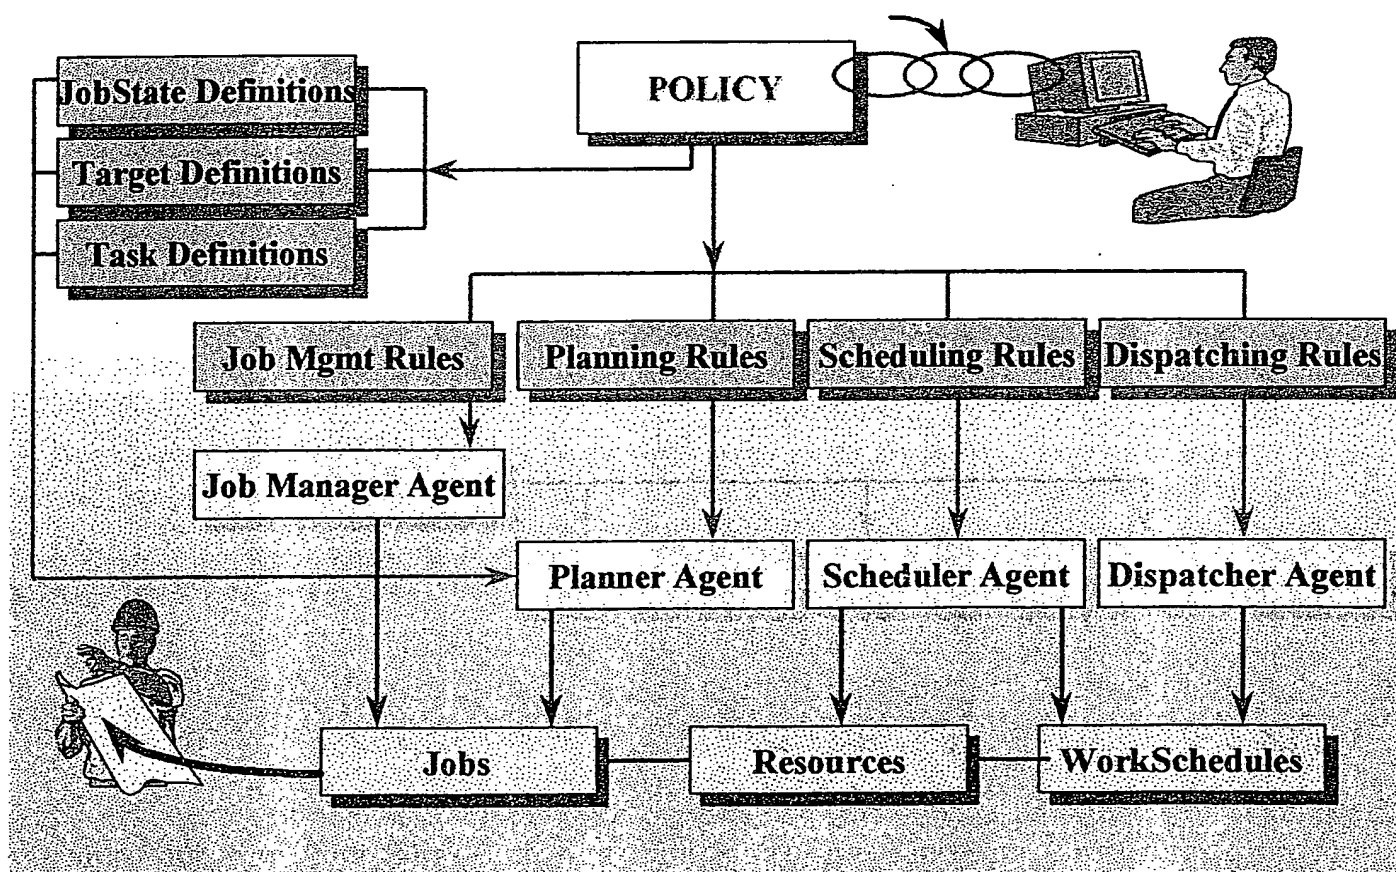 POLICY
JobState Definitions
Target Definitions
Task Definitions
Job Mgmt Rules
Planning Rules
Scheduling Rules
Dispatching Rules
Job Manager Agent
Planner Agent
Scheduler Agent
Dispatcher Agent
Jobs
Resources
WorkSchedules